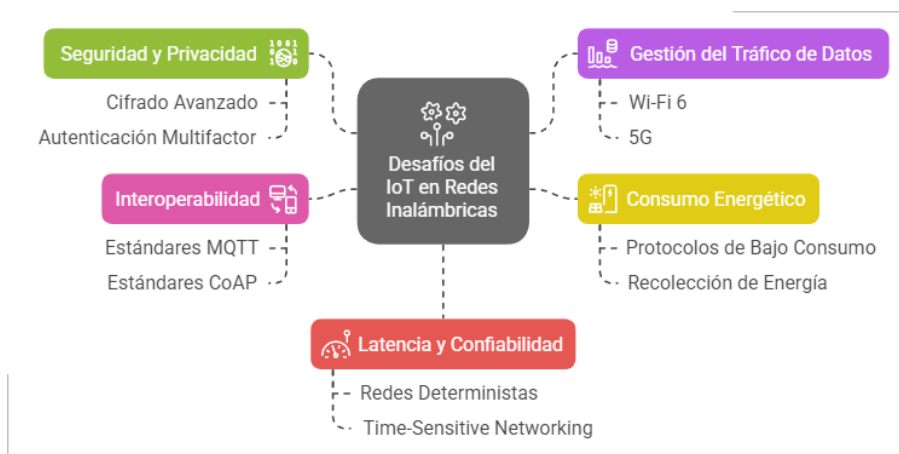 Seguridad y Privacidad
Cifrado Avanzado
Autenticación Multifactor
Interoperabilidad
Estándares MQTT
Estándares CoAP
Desafíos del
IoT en Redes
Inalámbricas
Gestión del Tráfico de Datos
Wi-Fi 6
5G
Consumo Energético
Protocolos de Bajo Consumo
Recolección de Energía
Latencia y Confiabilidad
Redes Deterministas
Time-Sensitive Networking